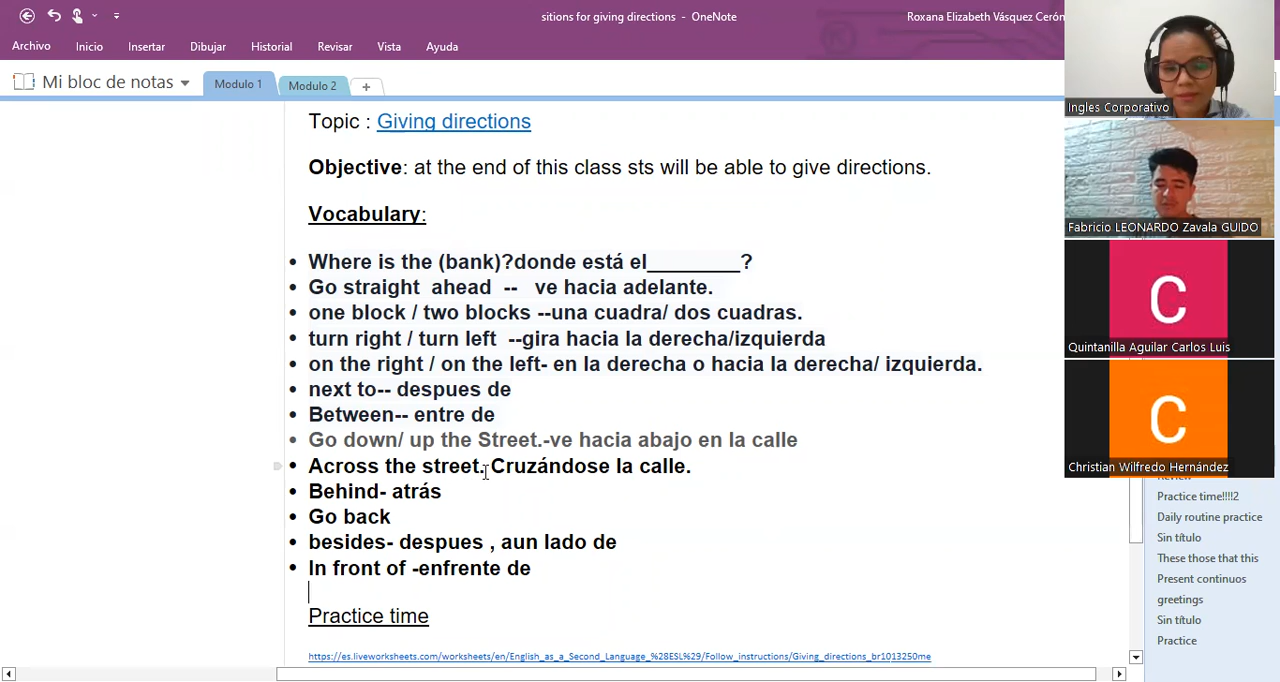 sitions for giving directions - OneNote
Roxana Elizabeth Vásquez Cerón
Archivo Inicio Insertar Dibujar Historial Revisar Vista Ayuda
Mi bloc de notas Modulo 1 Modulo 2 +
Topic : Giving directions
Objective: at the end of this class sts will be able to give directions.
Vocabulary:
• Where is the (bank)?donde está el________?
• Go straight ahead -- ve hacia adelante.
• one block / two blocks --una cuadra/ dos cuadras.
• turn right / turn left --gira hacia la derecha/izquierda
• on the right / on the left- en la derecha o hacia la derecha/ izquierda.
• next to-- despues de
• Between-- entre de
• Go down/ up the Street.-ve hacia abajo en la calle
• Across the street. Cruzándose la calle.
• Behind- atrás
• Go back
• besides- despues , aun lado de
• In front of -enfrente de
Practice time
https://es.liveworksheets.com/worksheets/en/English_as_a_Second_Language_%28ESL%29/Follow_instructions/Giving_directions_br1013250me
Ingles Corporativo
Fabricio LEONARDO Zavala GUIDO
C
Quintanilla Aguilar Carlos Luis
C
Christian Wilfredo Hernández
Practice time!!!!2
Daily routine practice
Sin título
These those that this
Present continuos
greetings
Sin título
Practice